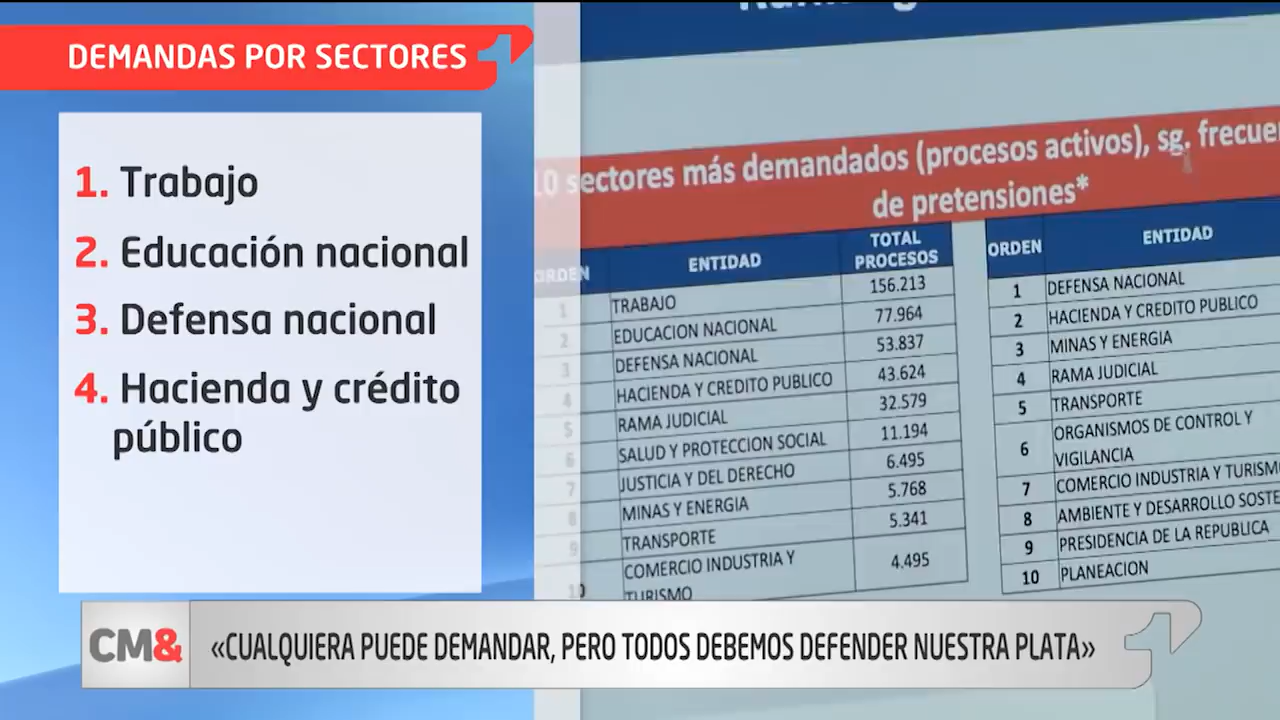 DEMANDAS POR SECTORES
1. Trabajo
2. Educación nacional
3. Defensa nacional
4. Hacienda y crédito
público
10 sectores más demandados (procesos activos), sg.
de pretensiones*
ORDEN ENTIDAD TOTAL PROCESOS
1 TRABAJO 156.213
2 EDUCACION NACIONAL 77.964
3 DEFENSA NACIONAL 53.837
4 HACIENDA Y CREDITO PUBLICO 43.624
5 RAMA JUDICIAL 32.579
6 SALUD Y PROTECCION SOCIAL 11.194
7 JUSTICIA Y DEL DERECHO 6.495
8 MINAS Y ENERGIA 5.768
9 TRANSPORTE 5.341
10 COMERCIO INDUSTRIA Y TURISMO 4.495
ORDEN ENTIDAD
1 DEFENSA NACIONAL
2 HACIENDA Y CREDITO PUBLICO
3 MINAS Y ENERGIA
4 RAMA JUDICIAL
5 TRANSPORTE
6 ORGANISMOS DE CONTROL Y
VIGILANCIA
7 COMERCIO INDUSTRIA Y TURISMO
8 AMBIENTE Y DESARROLLO
9 PRESIDENCIA DE LA REPUBLICA
10 PLANEACION
CM&
«CUALQUIERA PUEDE DEMANDAR, PERO TODOS DEBEMOS DEFENDER NUESTRA PLATA»